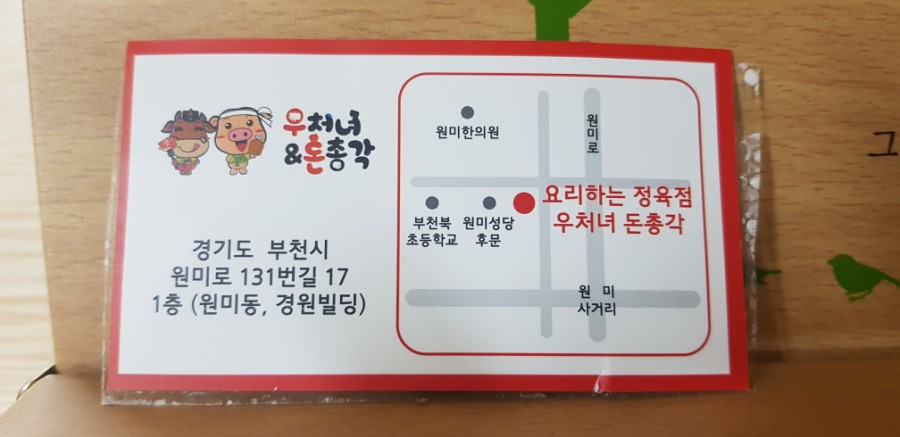 우처녀
&돈총각
경기도 부천시
원미로 131번길 17
1층 (원미동, 경원빌딩)
원미한의원
원미로
요리하는 정육점
우처녀 돈총각
부천북
초등학교
원미성당
후문
원 미
사거리
그